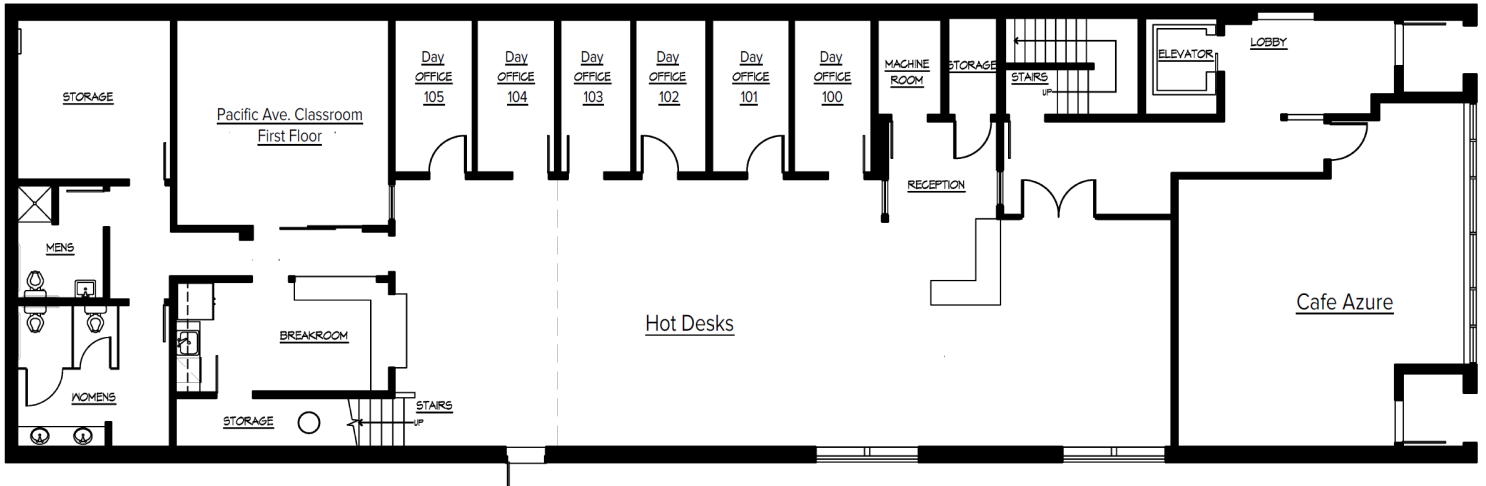 STORAGE
Pacific Ave. Classroom
First Floor
Day
OFFICE
105
Day
OFFICE
104
Day
OFFICE
103
Day
OFFICE
102
Day
OFFICE
101
Day
OFFICE
100
MACHINE
ROOM
STORAGE
STAIRS
UP
ELEVATOR
LOBBY
RECEPTION
MENS
Hot Desks
Cafe Azure
BREAKROOM
WOMENS
STORAGE
STAIRS
UP